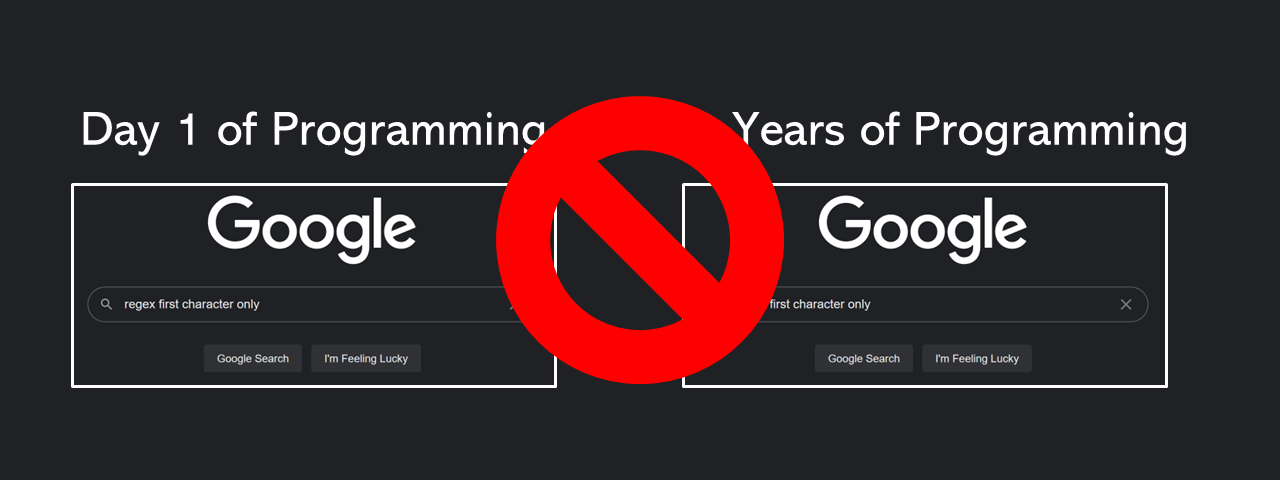 Day 1 of Programming
Years of Programming
Google
Google
regex first character only
first character only
Google Search
I'm Feeling Lucky
Google Search
I'm Feeling Lucky